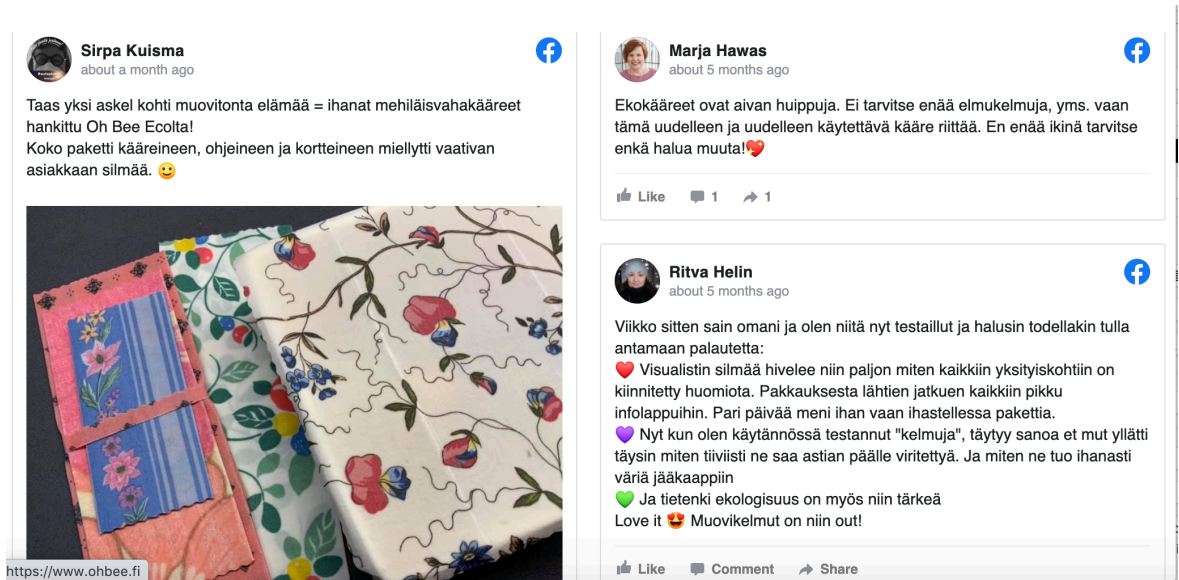 Sirpa Kuisma
about a month ago
Taas yksi askel kohti muovitonta elämää = ihanat mehiläisvahakääreet
hankittu Oh Bee Ecolta!
Koko paketti kääreineen, ohjeineen ja kortteineen miellytti vaativan
asiakkaan silmää. 🙂
https://www.ohbee.fi
Marja Hawas
about 5 months ago
Ekokääreet ovat aivan huippuja. Ei tarvitse enää elmukelmuja, yms. vaan
tämä uudelleen ja uudelleen käytettävä kääre riittää. En enää ikinä tarvitse
enkä halua muuta!💖
Like 1 1
Ritva Helin
about 5 months ago
Viikko sitten sain omani ja olen niitä nyt testaillut ja halusin todellakin tulla
antamaan palautetta:
❤️ Visualistin silmää hivelee niin paljon miten kaikkiin yksityiskohtiin on
kiinnitetty huomiota. Pakkauksesta lähtien jatkuen kaikkiin pikku
infolappuihin. Pari päivää meni ihan vaan ihastellessa pakettia.
💜 Nyt kun olen käytännössä testannut "kelmuja", täytyy sanoa et mut yllätti
täysin miten tiiviisti ne saa astian päälle viritettyä. Ja miten ne tuo ihanasti
väriä jääkaappiin
💚 Ja tietenki ekologisuus on myös niin tärkeä
Love it 😍 Muovikelmut on niin out!
Like Comment Share